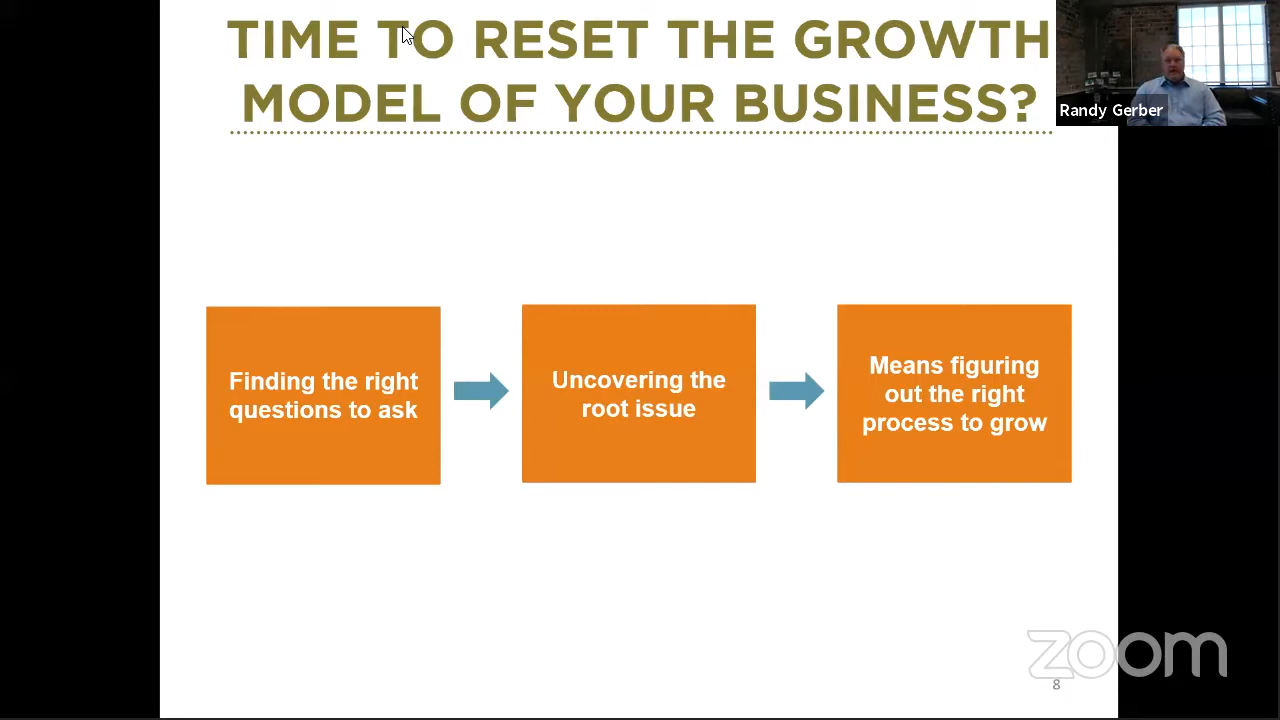 TIME TO RESET THE GROWTH
MODEL OF YOUR BUSINESS?
Randy Gerber
Finding the right
questions to ask
Uncovering the
root issue
Means figuring
out the right
process to grow
zoom
8